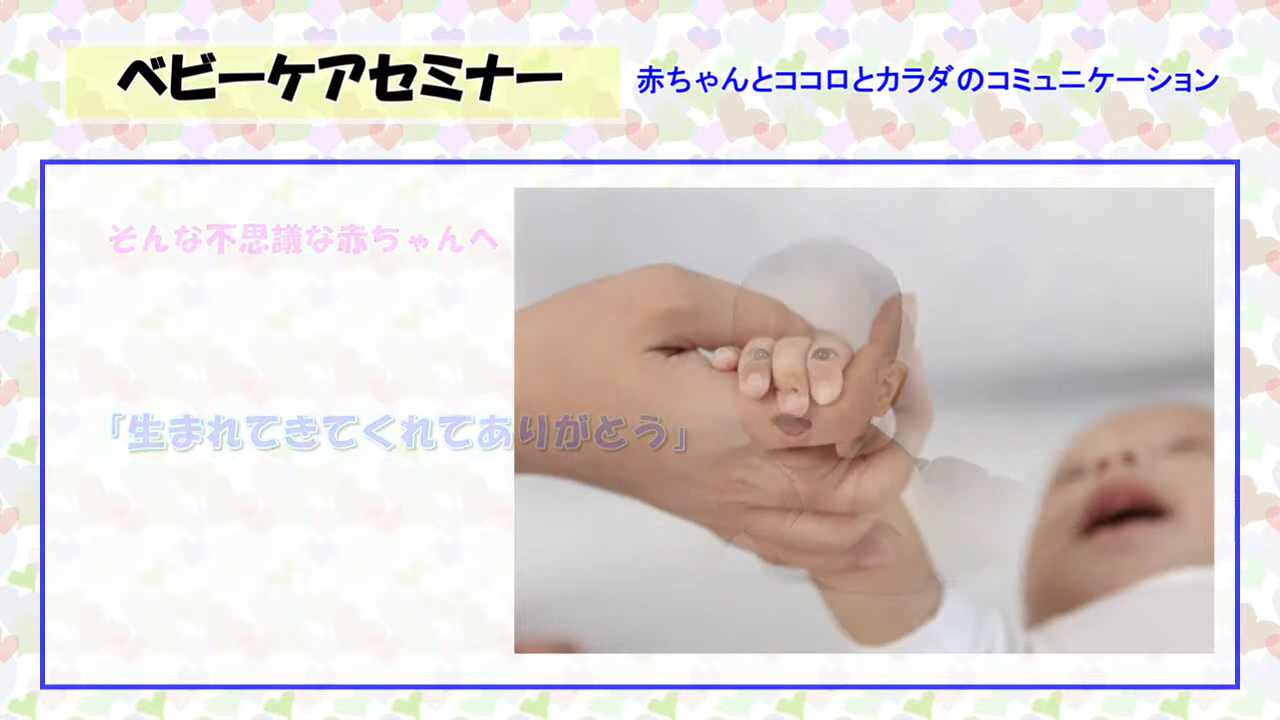 ベビーケアセミナー
赤ちゃんとココロとカラダのコミュニケーション
そんな不思議な赤ちゃんへ
「生まれてきてくれてありがとう」